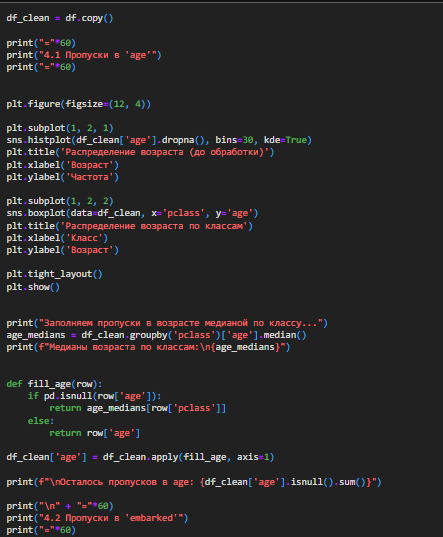 df_clean = df.copy()
print("="*60)
print("4.1 Пропуски в 'age'")
print("="*60)
plt.figure(figsize=(12, 4))
plt.subplot(1, 2, 1)
sns.histplot(df_clean['age'].dropna(), bins=30, kde=True)
plt.title('Распределение возраста (до обработки)')
plt.xlabel('Возраст')
plt.ylabel('Частота')
plt.subplot(1, 2, 2)
sns.boxplot(data=df_clean, x='pclass', y='age')
plt.title('Распределение возраста по классам')
plt.xlabel('Класс')
plt.ylabel('Возраст')
plt.tight_layout()
plt.show()
print("Заполняем пропуски в возрасте медианой по классу...")
age_medians = df_clean.groupby('pclass')['age'].median()
print(f"Медианы возраста по классам:\n{age_medians}")
def fill_age(row):
    if pd.isnull(row['age']):
        return age_medians[row['pclass']]
    else:
        return row['age']
df_clean['age'] = df_clean.apply(fill_age, axis=1)
print(f"\nОсталось пропусков в age: {df_clean['age'].isnull().sum()}")
print("\n" + "="*60)
print("4.2 Пропуски в 'embarked'")
print("="*60)